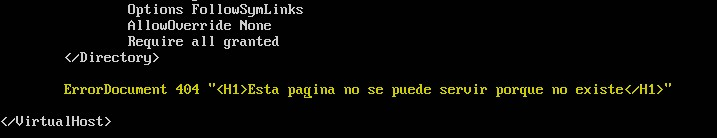 Options FollowSymLinks
AllowOverride None
Require all granted
</Directory>
ErrorDocument 404 "<H1>Esta pagina no se puede servir porque no existe</H1>"
</VirtualHost>